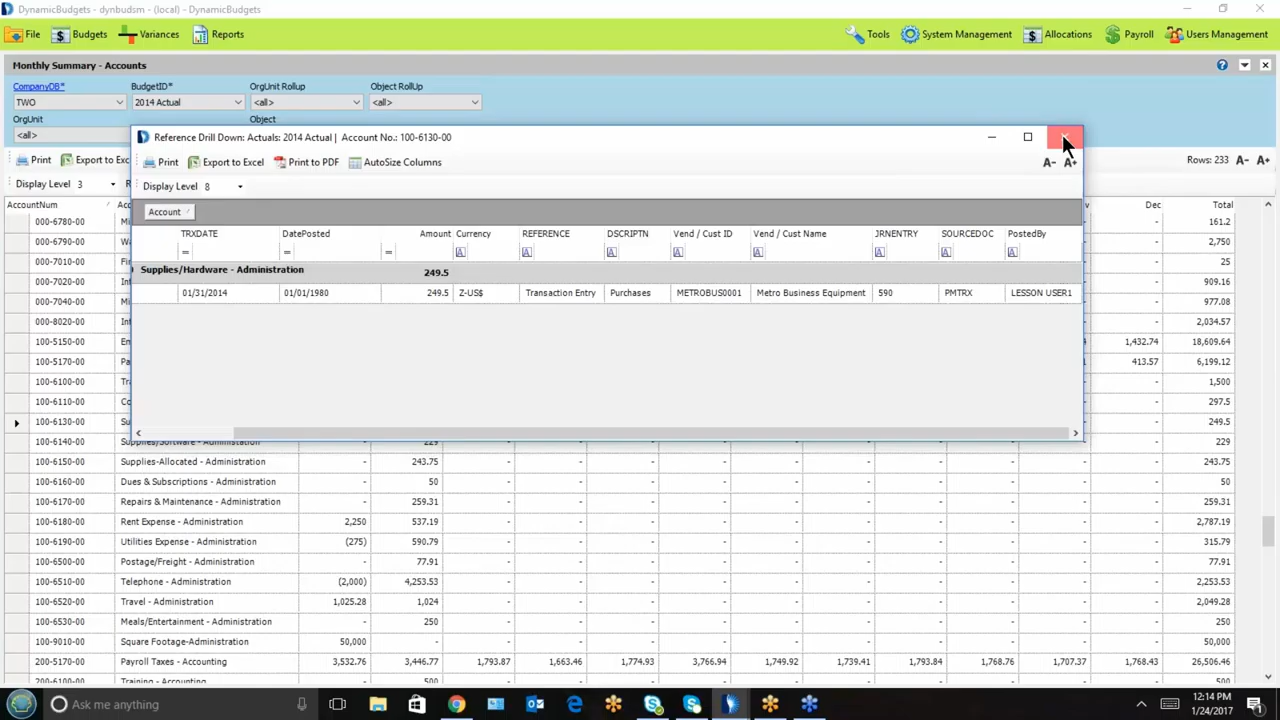 DynamicBudgets - dynbudsm - (local) - DynamicBudgets
File Budgets Variances Reports Tools System Management Allocations Payroll Users Management
Monthly Summary - Accounts
CompanyDB* BudgetID* OrgUnit Rollup Object RollUp
TWO 2014 Actual <all> <all>
OrgUnit Object
<all>
Reference Drill Down: Actuals: 2014 Actual | Account No.: 100-6130-00
Print Export to Exc Rows: 233 A- A+
Print Export to Excel Print to PDF AutoSize Columns A- A+
Display Level 3
Display Level 8
AccountNum Dec Total
Account
TRXDATE DatePosted Amount Currency REFERENCE DSCRIPTN Vend / Cust ID Vend / Cust Name JRNENTRY SOURCEDOC PostedBy
= = = A A A A A A A A
Supplies/Hardware - Administration 249.5
01/31/2014 01/01/1980 249.5 Z-US$ Transaction Entry Purchases METROBUS0001 Metro Business Equipment 590 PMTRX LESSON USER1
000-6780-00 - 161.2
000-6790-00 - 2,750
000-7010-00 - 25
000-7020-00 - 909.16
000-7040-00 - 977.08
000-8020-00 - 2,034.57
100-5150-00 1,432.74 18,609.64
100-5170-00 413.57 6,199.12
100-6100-00 - 1,500
100-6110-00 - 297.5
100-6130-00 - 249.5
100-6140-00 Supplies/Software - Administration - 229 - - - - - - - - - - 229
100-6150-00 Supplies-Allocated - Administration - 243.75 - - - - - - - - - - 243.75
100-6160-00 Dues & Subscriptions - Administration - 50 - - - - - - - - - - 50
100-6170-00 Repairs & Maintenance - Administration - 259.31 - - - - - - - - - - 259.31
100-6180-00 Rent Expense - Administration 2,250 537.19 - - - - - - - - - - 2,787.19
100-6190-00 Utilities Expense - Administration (275) 590.79 - - - - - - - - - - 315.79
100-6500-00 Postage/Freight - Administration - 77.91 - - - - - - - - - - 77.91
100-6510-00 Telephone - Administration (2,000) 4,253.53 - - - - - - - - - - 2,253.53
100-6520-00 Travel - Administration 1,025.28 1,024 - - - - - - - - - - 2,049.28
100-6530-00 Meals/Entertainment - Administration - 250 - - - - - - - - - - 250
100-9010-00 Square Footage-Administration 50,000 - - - - - - - - - - - 50,000
200-5170-00 Payroll Taxes - Accounting 3,532.76 3,446.77 1,793.87 1,663.46 1,774.93 3,766.94 1,749.92 1,739.41 1,793.84 1,768.76 1,707.37 1,768.43 26,506.46
200-6100-00 Training - Accounting - 500 - - - - - - - - - - 500
Ask me anything
12:14 PM
1/24/2017